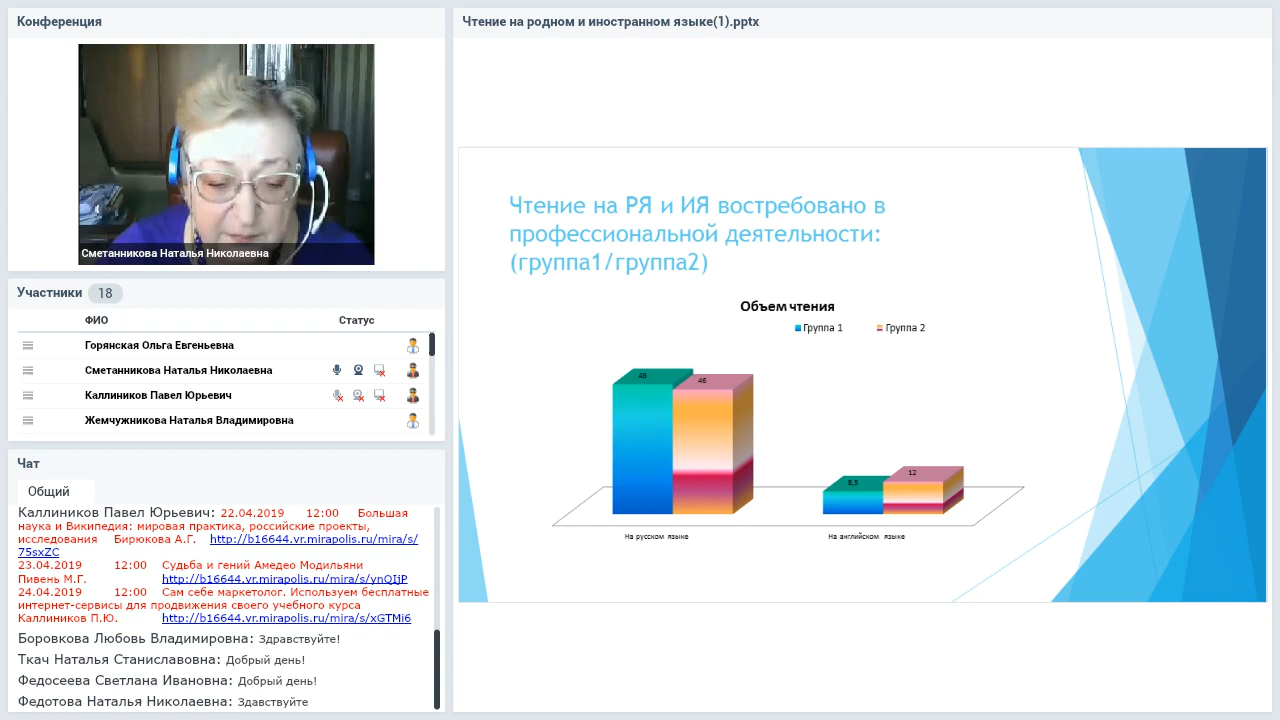 Конференция
Сметанникова Наталья Николаевна
Участники 18
ФИО Статус
Горянская Ольга Евгеньевна
Сметанникова Наталья Николаевна
Каллиников Павел Юрьевич
Жемчужникова Наталья Владимировна
Чат
Общий
Каллиников Павел Юрьевич: 22.04.2019 12:00 Большая
наука и Википедия: мировая практика, российские проекты,
исследования Бирюкова А.Г. http://b16644.vr.mirapolis.ru/mira/s/
75sxZC
23.04.2019 12:00 Судьба и гений Амедео Модильяни
Пивень М.Г. http://b16644.vr.mirapolis.ru/mira/s/ynQIjP
24.04.2019 12:00 Сам себе маркетолог. Используем бесплатные
интернет-сервисы для продвижения своего учебного курса
Каллиников П.Ю. http://b16644.vr.mirapolis.ru/mira/s/xGTMi6
Боровкова Любовь Владимировна: Здравствуйте!
Ткач Наталья Станиславовна: Добрый день!
Федосеева Светлана Ивановна: Добрый день!
Федотова Наталья Николаевна: Здавствуйте
Чтение на родном и иностранном языке(1).pptx
Чтение на РЯ и ИЯ востребовано в
профессиональной деятельности:
(группа1/группа2)
Объем чтения
Группа 1 Группа 2
48 46
8,5 12
На русском языке На английском языке